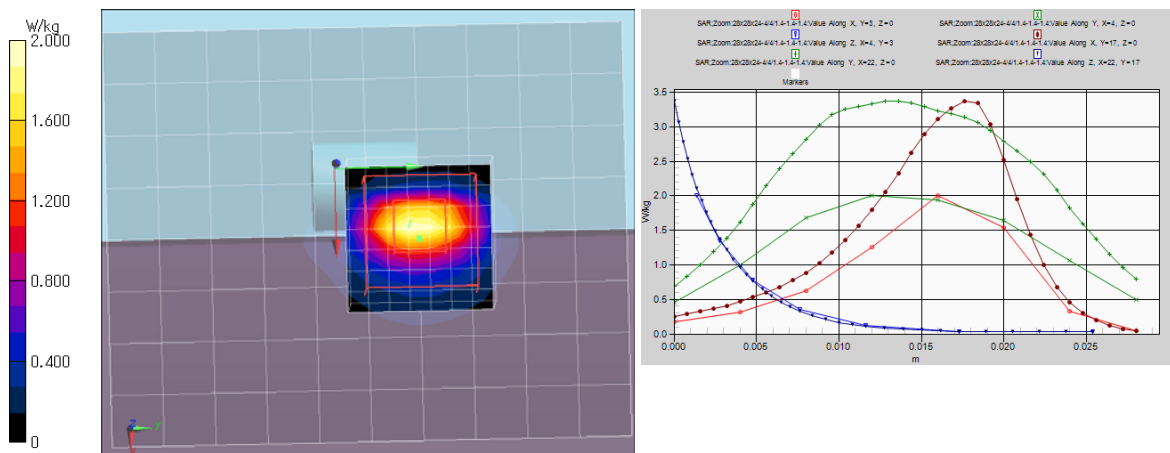 W/kg
2.000
1.600
1.200
0.800
0.400
0
z
Y
SAR;Zoom:28x28x24-4/4/1.4-1.4-1.4:Value Along X, Y=3, Z=0
SAR;Zoom:28x28x24-4/4/1.4-1.4-1.4:Value Along Z, X=4, Y=3
SAR;Zoom:28x28x24-4/4/1.4-1.4-1.4:Value Along Y, X=22, Z=0
Markers
SAR;Zoom:28x28x24-4/4/1.4-1.4-1.4:Value Along Y, X=4, Z=0
SAR;Zoom:28x28x24-4/4/1.4-1.4-1.4:Value Along X, Y=17, Z=0
SAR;Zoom:28x28x24-4/4/1.4-1.4-1.4:Value Along Z, X=22, Y=17
W/kg
3.5
3.0
2.5
2.0
1.5
1.0
0.5
0.0
0.000 0.005 0.010 0.015 0.020 0.025
m